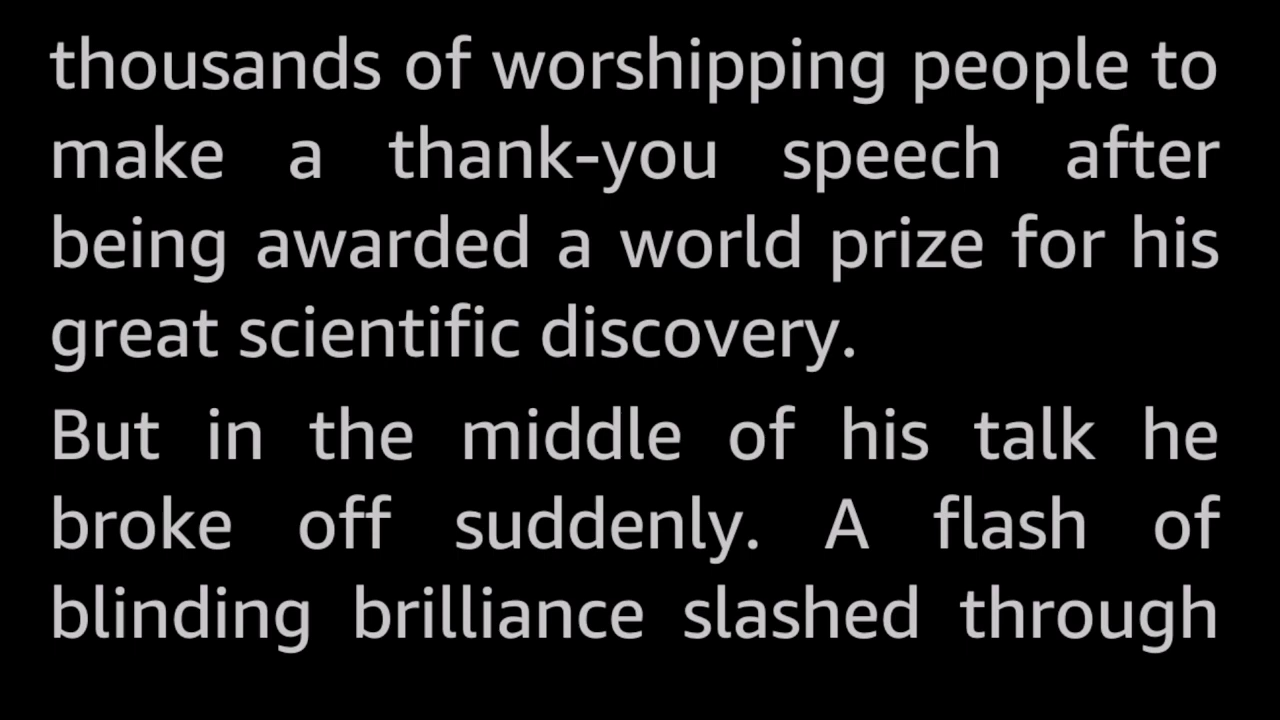 thousands of worshipping people to
make a thank-you speech after
being awarded a world prize for his
great scientific discovery.
But in the middle of his talk he
broke off suddenly. A flash of
blinding brilliance slashed through